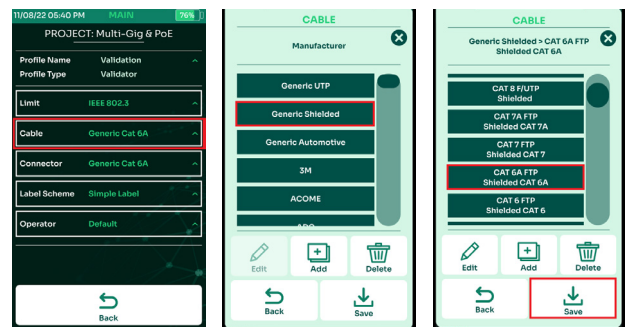 11/08/22 05:40 PM MAIN 76%
PROJECT: Multi-Gig & PoE
Profile Name Validation
Profile Type Validator
Limit IEEE 802.3
Cable Generic Cat 6A
Connector Generic Cat 6A
Label Scheme Simple Label
Operator Default
Back
CABLE
Manufacturer
Generic UTP
Generic Shielded
Generic Automotive
3M
ACOME
Edit Add Delete
Back Save
CABLE
Generic Shielded > CAT 6A FTP
Shielded CAT 6A
CAT 8 F/UTP
Shielded
CAT 7A FTP
Shielded CAT 7A
CAT 7 FTP
Shielded CAT 7
CAT 6A FTP
Shielded CAT 6A
CAT 6 FTP
Shielded CAT 6
Edit Add Delete
Back Save